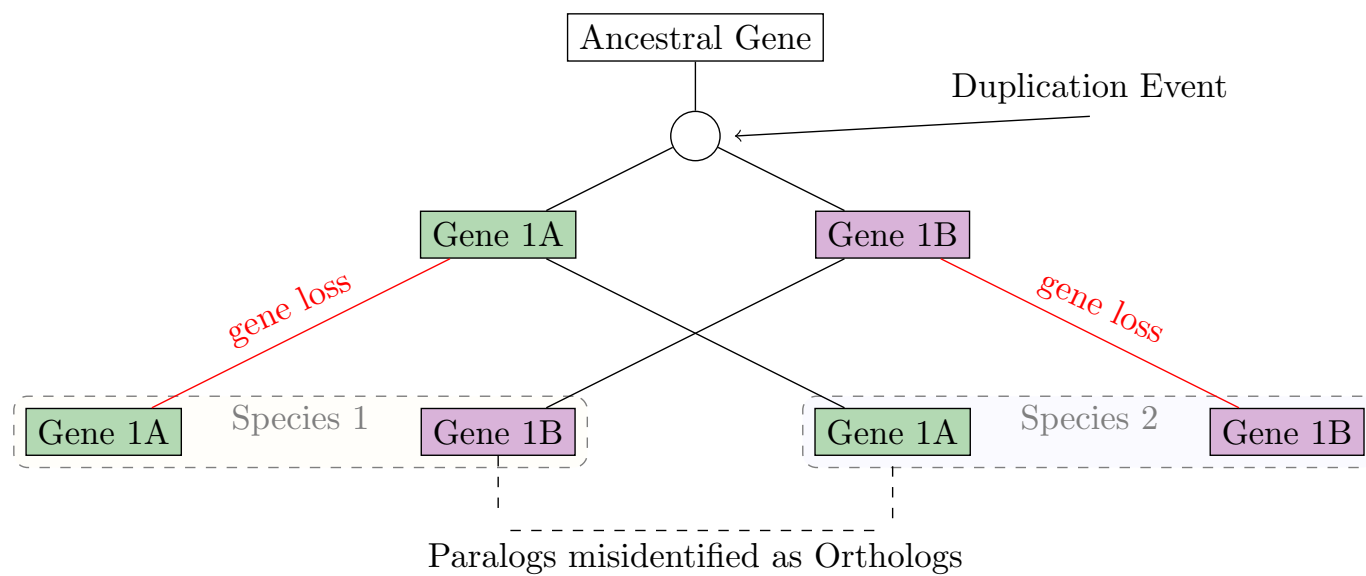 Ancestral Gene
Duplication Event
Gene 1A
Gene 1B
gene loss
gene loss
Gene 1A
Species 1
Gene 1B
Gene 1A
Species 2
Gene 1B
Paralogs misidentified as Orthologs